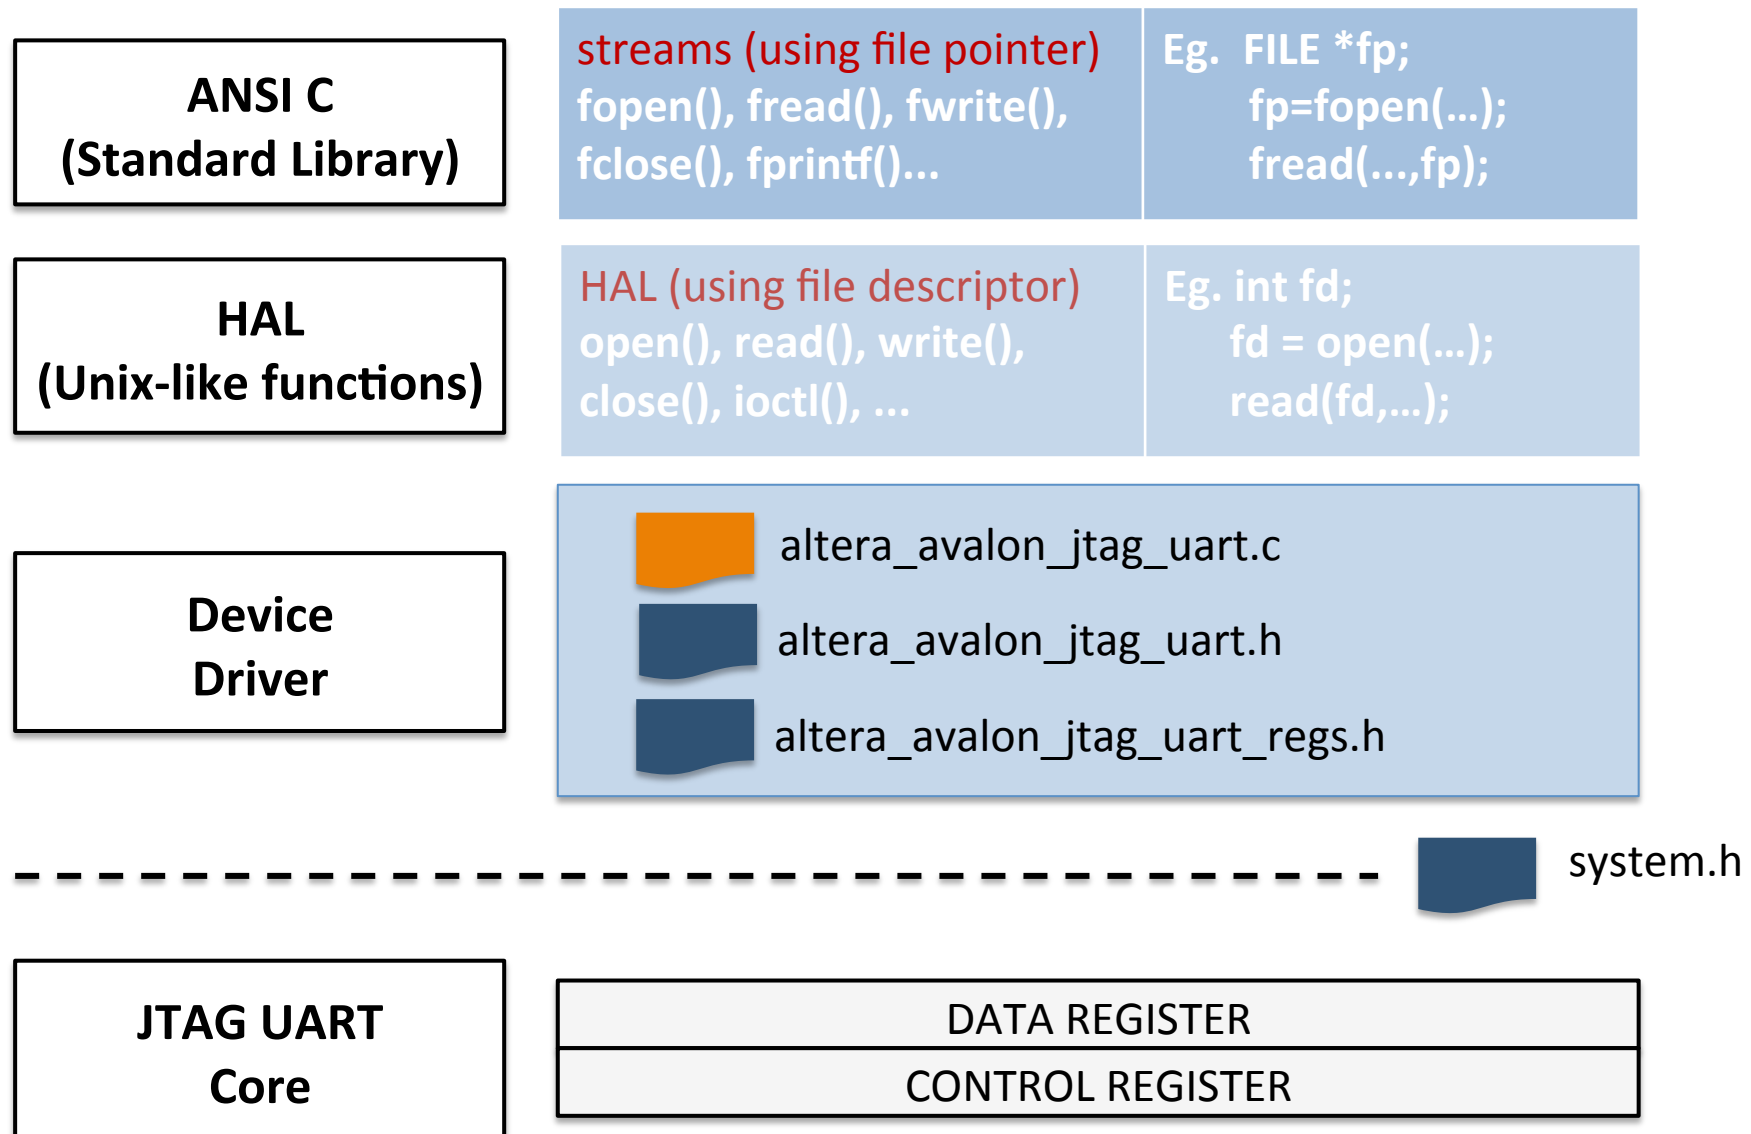 ANSI C
(Standard Library)
streams (using file pointer)
fopen(), fread(), fwrite(),
fclose(), fprintf()...
Eg.  FILE *fp;
fp=fopen(…);
fread(...,fp);
HAL
(Unix-like functions)
HAL (using file descriptor)
open(), read(), write(),
close(), ioctl(), ...
Eg. int fd;
fd = open(…);
read(fd,…);
Device
Driver
altera_avalon_jtag_uart.c
altera_avalon_jtag_uart.h
altera_avalon_jtag_uart_regs.h
system.h
JTAG UART
Core
DATA REGISTER
CONTROL REGISTER